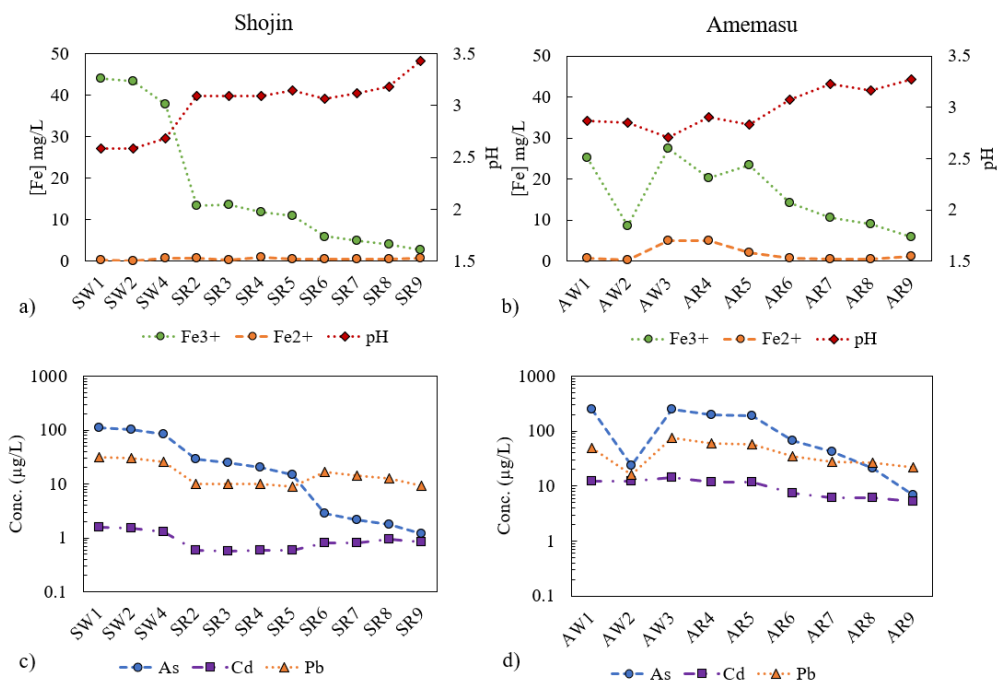 Shojin
50
40
30
20
10
0
[Fe] mg/L
3.5
3
2.5
2
1.5
pH
SW1 SW2 SW4 SR2 SR3 SR4 SR5 SR6 SR7 SR8 SR9
a)
Fe3+ Fe2+ pH
Amemasu
50
40
30
20
10
0
[Fe] mg/L
3.5
3
2.5
2
1.5
pH
AW1 AW2 AW3 AR4 AR5 AR6 AR7 AR8 AR9
b)
Fe3+ Fe2+ pH
1000
100
10
1
0.1
Conc. (µg/L)
SW1 SW2 SW4 SR2 SR3 SR4 SR5 SR6 SR7 SR8 SR9
c)
As Cd Pb
1000
100
10
1
0.1
Conc. (µg/L)
AW1 AW2 AW3 AR4 AR5 AR6 AR7 AR8 AR9
d)
As Cd Pb